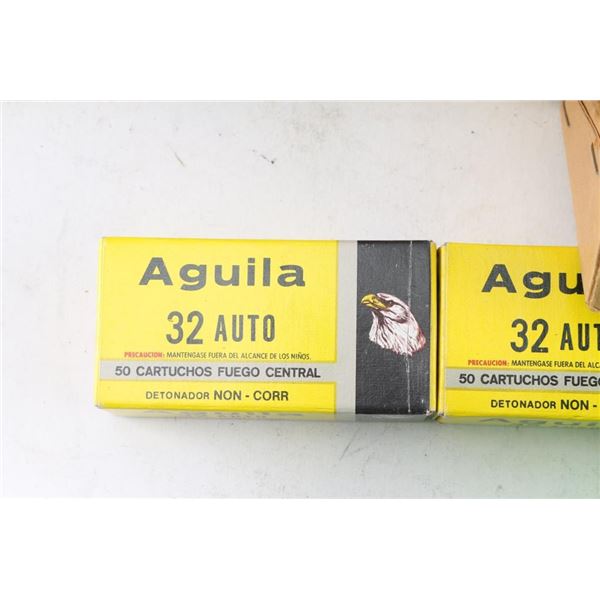 Aguila
32 AUTO
PRECAUCION: MANTENGASE FUERA DEL ALCANCE DE LOS NIÑOS.
50 CARTUCHOS FUEGO CENTRAL
DETONADOR NON - CORR
Agu
32 AUT
PRECAUCION: MANTENGASE FUERA DEL ALCA
50 CARTUCHOS FUEGO
DETONADOR NON -